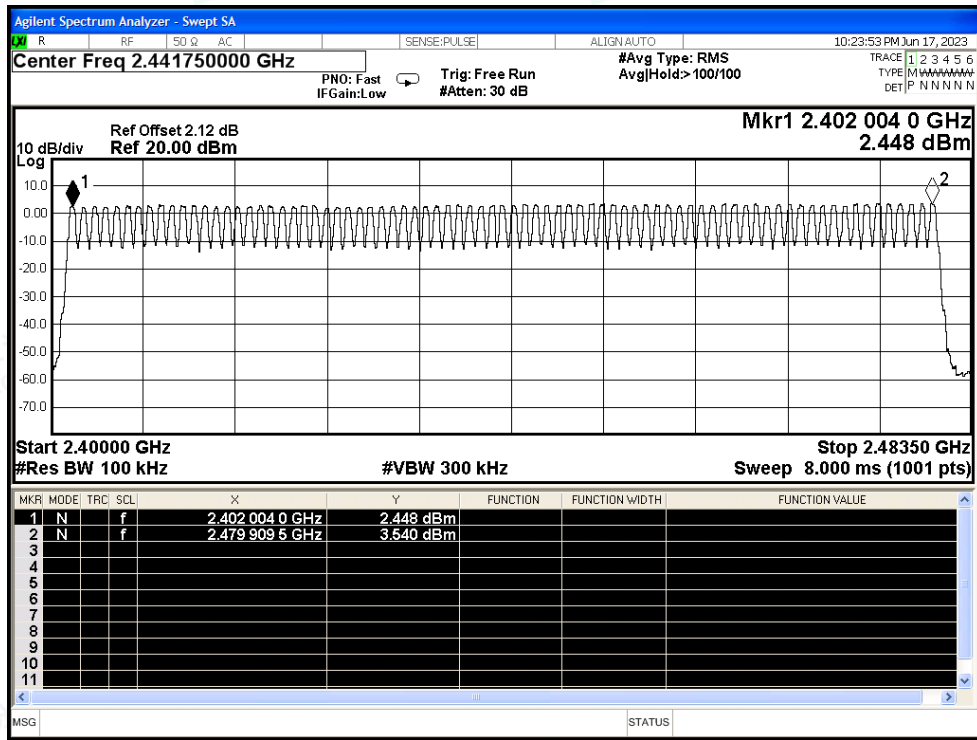 Agilent Spectrum Analyzer - Swept SA
LXI R RF 50 Ω AC SENSE:PULSE ALIGN AUTO 10:23:53 PM Jun 17, 2023
Center Freq 2.441750000 GHz #Avg Type: RMS TRACE 1 2 3 4 5 6
PNO: Fast Trig: Free Run Avg|Hold:>100/100 TYPE M
IFGain:Low #Atten: 30 dB DET P N N N N N
Mkr1 2.402 004 0 GHz
Ref Offset 2.12 dB
10 dB/div Ref 20.00 dBm 2.448 dBm
Log
1 2
10.0
0.00
-10.0
-20.0
-30.0
-40.0
-50.0
-60.0
-70.0
Start 2.40000 GHz Stop 2.48350 GHz
#Res BW 100 kHz #VBW 300 kHz Sweep 8.000 ms (1001 pts)
MKR MODE TRC SCL X Y FUNCTION FUNCTION WIDTH FUNCTION VALUE
1 N f 2.402 004 0 GHz 2.448 dBm
2 N f 2.479 909 5 GHz 3.540 dBm
3
4
5
6
7
8
9
10
11
MSG STATUS